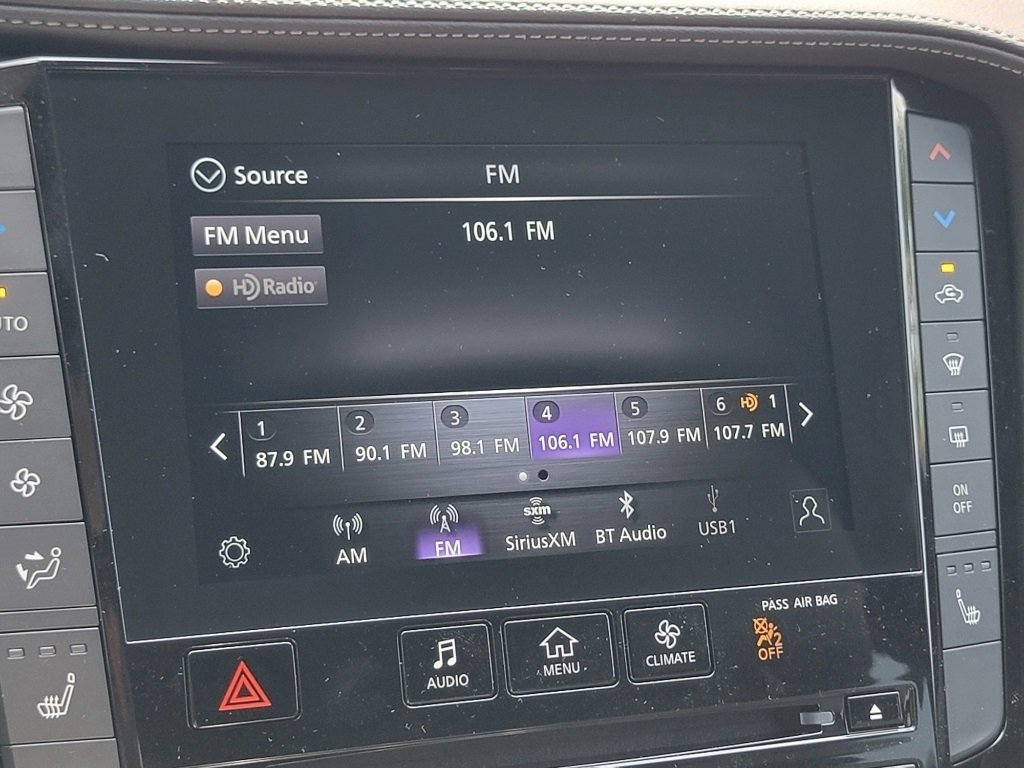 Source
FM
FM Menu
106.1 FM
HD Radio
1
2
3
4
5
6 HD 1
87.9 FM
90.1 FM
98.1 FM
106.1 FM
107.9 FM
107.7 FM
AM
FM
sxm
SiriusXM
BT Audio
USB1
UTO
ON
OFF
PASS AIR BAG
2
OFF
AUDIO
MENU
CLIMATE